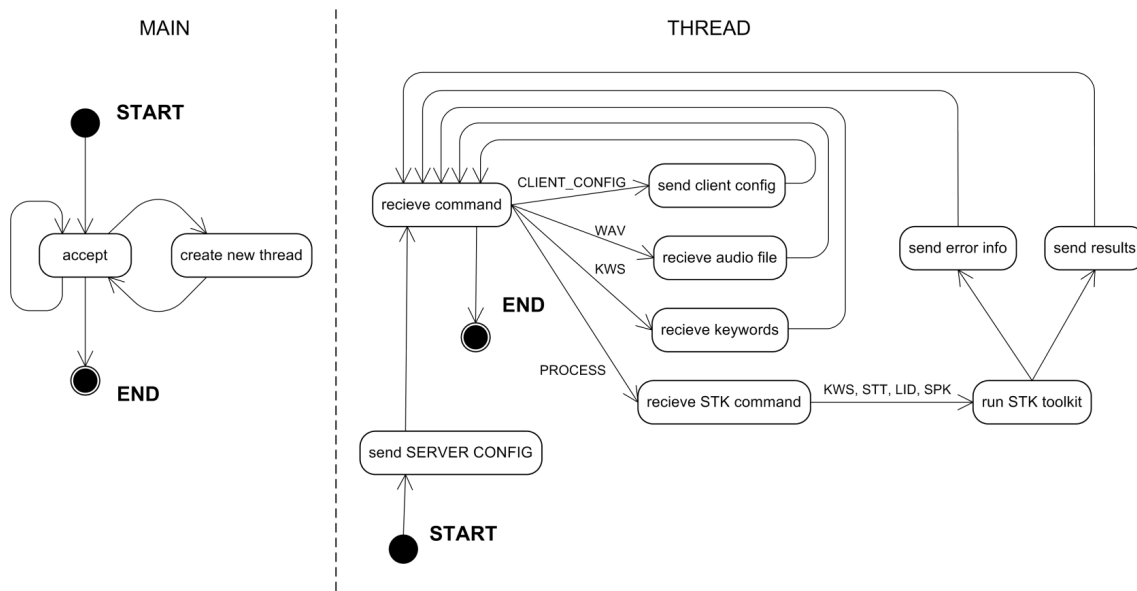 MAIN
START
accept
create new thread
END
THREAD
recieve command
CLIENT_CONFIG
send client config
WAV
recieve audio file
KWS
recieve keywords
END
PROCESS
recieve STK command
KWS, STT, LID, SPK
run STK toolkit
send error info
send results
send SERVER CONFIG
START